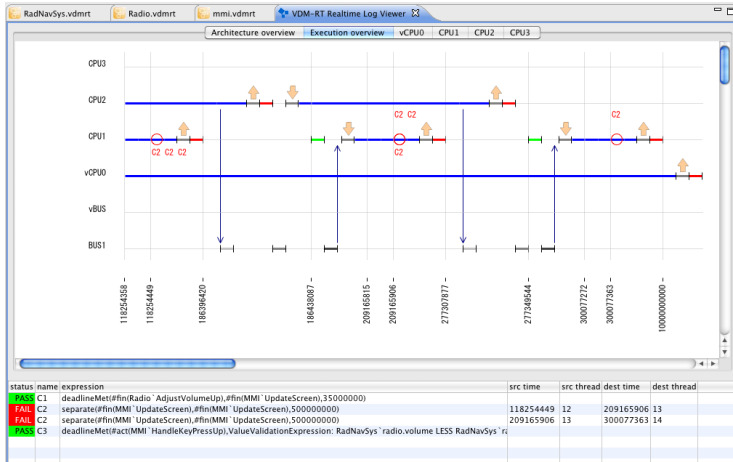 RadNavSys.vdmrt Radio.vdmrt mmi.vdmrt VDM-RT Realtime Log Viewer
Architecture overview Execution overview vCPU0 CPU1 CPU2 CPU3
CPU3
CPU2
C2 C2 C2
CPU1
C2 C2 C2 C2
vCPU0
vBUS
BUS1
118254358 118254449 186396420 186438087 209165815 209165906 277307877 277349544 300077272 300077363 10000000000
status name expression src time src thread dest time dest thread
PASS C1 deadlineMet(#fin(Radio`AdjustVolumeUp),#fin(MMI`UpdateScreen),35000000)
FAIL C2 separate(#fin(MMI`UpdateScreen),#fin(MMI`UpdateScreen),500000000) 118254449 12 209165906 13
FAIL C2 separate(#fin(MMI`UpdateScreen),#fin(MMI`UpdateScreen),500000000) 209165906 13 300077363 14
PASS C3 deadlineMet(#act(MMI`HandleKeyPressUp),ValueValidationExpression: RadNavSys`radio.volume LESS RadNavSys`ra